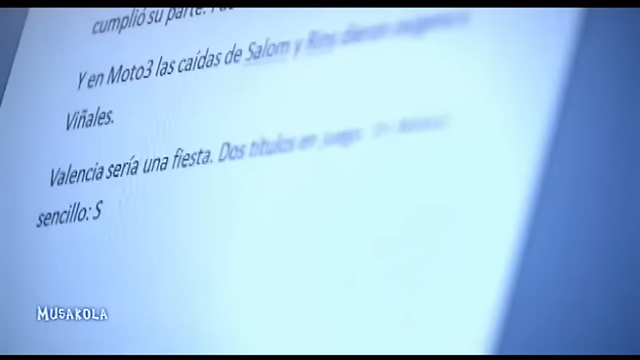 cumplió su parte.
Y en Moto3 las caídas de Salom y Rins dieron
Viñales.
Valencia sería una fiesta. Dos títulos en juego
sencillo: S
MUSAKOLA